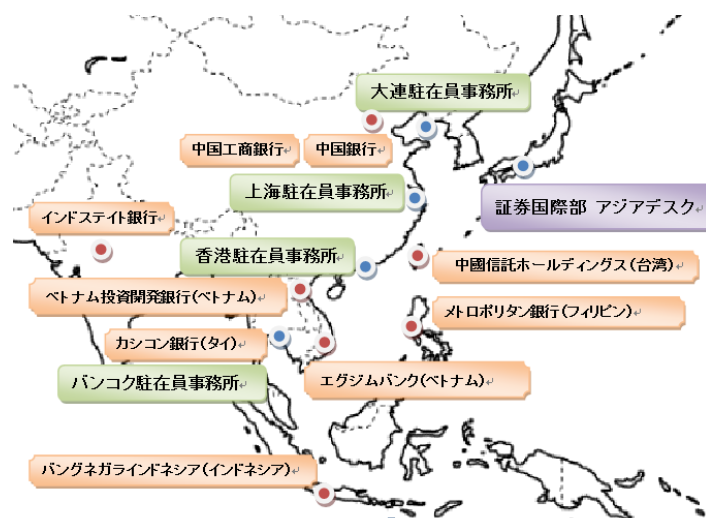 大連駐在員事務所
中国工商銀行 中国銀行
上海駐在員事務所
証券国際部 アジアデスク
インドステイト銀行
香港駐在員事務所
中國信託ホールディングス(台湾)
ベトナム投資開発銀行(ベトナム)
メトロポリタン銀行(フィリピン)
カシコン銀行(タイ)
バンコク駐在員事務所
エグジムバンク(ベトナム)
バングネガラインドネシア(インドネシア)